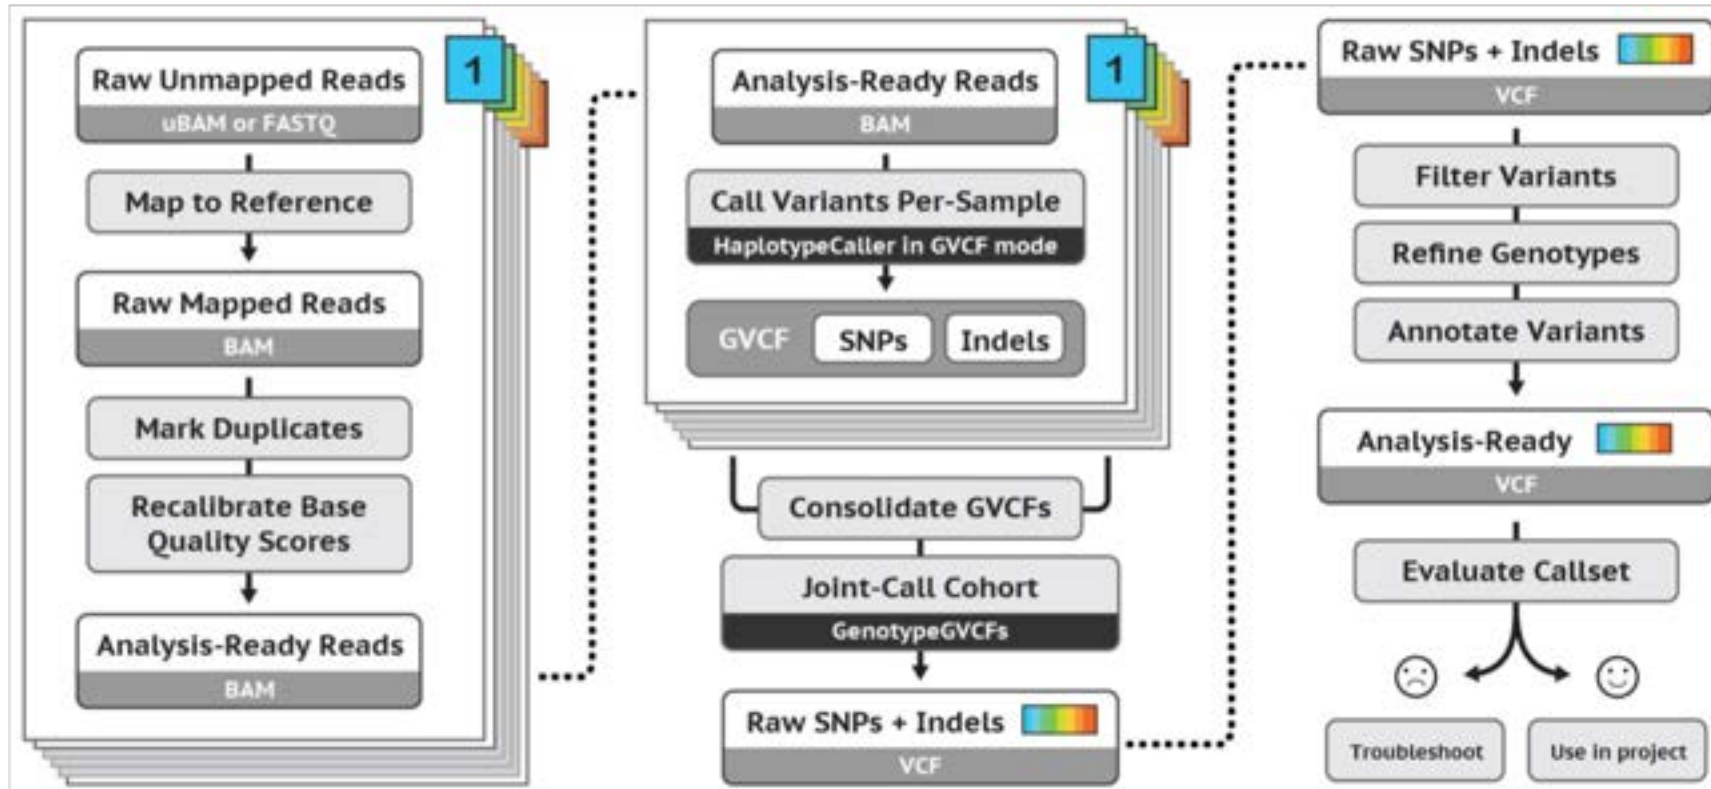 1
Raw Unmapped Reads
uBAM or FASTQ
Map to Reference
Raw Mapped Reads
BAM
Mark Duplicates
Recalibrate Base
Quality Scores
Analysis-Ready Reads
BAM
1
Analysis-Ready Reads
BAM
Call Variants Per-Sample
HaplotypeCaller in GVCF mode
GVCF SNPs Indels
Consolidate GVCFs
Joint-Call Cohort
GenotypeGVCFs
Raw SNPs + Indels
VCF
Raw SNPs + Indels
VCF
Filter Variants
Refine Genotypes
Annotate Variants
Analysis-Ready
VCF
Evaluate Callset
Troubleshoot
Use in project